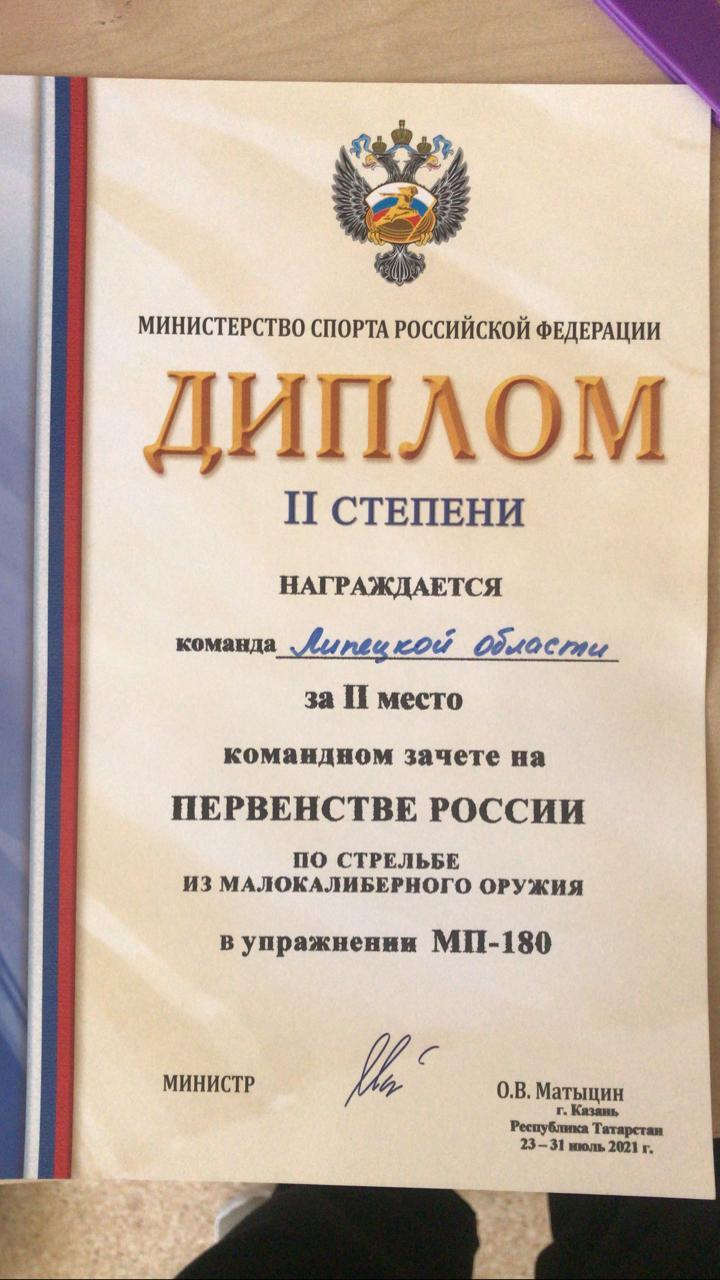 МИНИСТЕРСТВО СПОРТА РОССИЙСКОЙ ФЕДЕРАЦИИ
ДИПЛОМ
II СТЕПЕНИ
НАГРАЖДАЕТСЯ
команда Липецкой области
за II место
командном зачете на
ПЕРВЕНСТВЕ РОССИИ
ПО СТРЕЛЬБЕ
ИЗ МАЛОКАЛИБЕРНОГО ОРУЖИЯ
в упражнении МП-180
МИНИСТР О.В. Матыцин
г. Казань
Республика Татарстан
23 – 31 июль 2021 г.